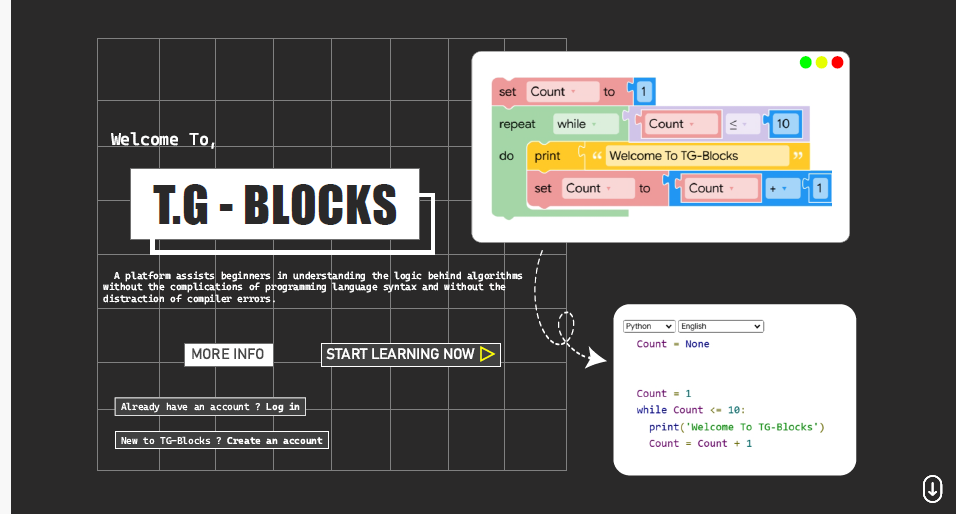 Welcome To,
T.G - BLOCKS
A platform assists beginners in understanding the logic behind algorithms
without the complications of programming language syntax and without the
distraction of compiler errors.
MORE INFO
START LEARNING NOW
Already have an account ? Log in
New to TG-Blocks ? Create an account
set Count to 1
repeat while Count ≤ 10
do print “ Welcome To TG-Blocks ”
set Count to Count + 1
Python English
Count = None
Count = 1
while Count <= 10:
print('Welcome To TG-Blocks')
Count = Count + 1